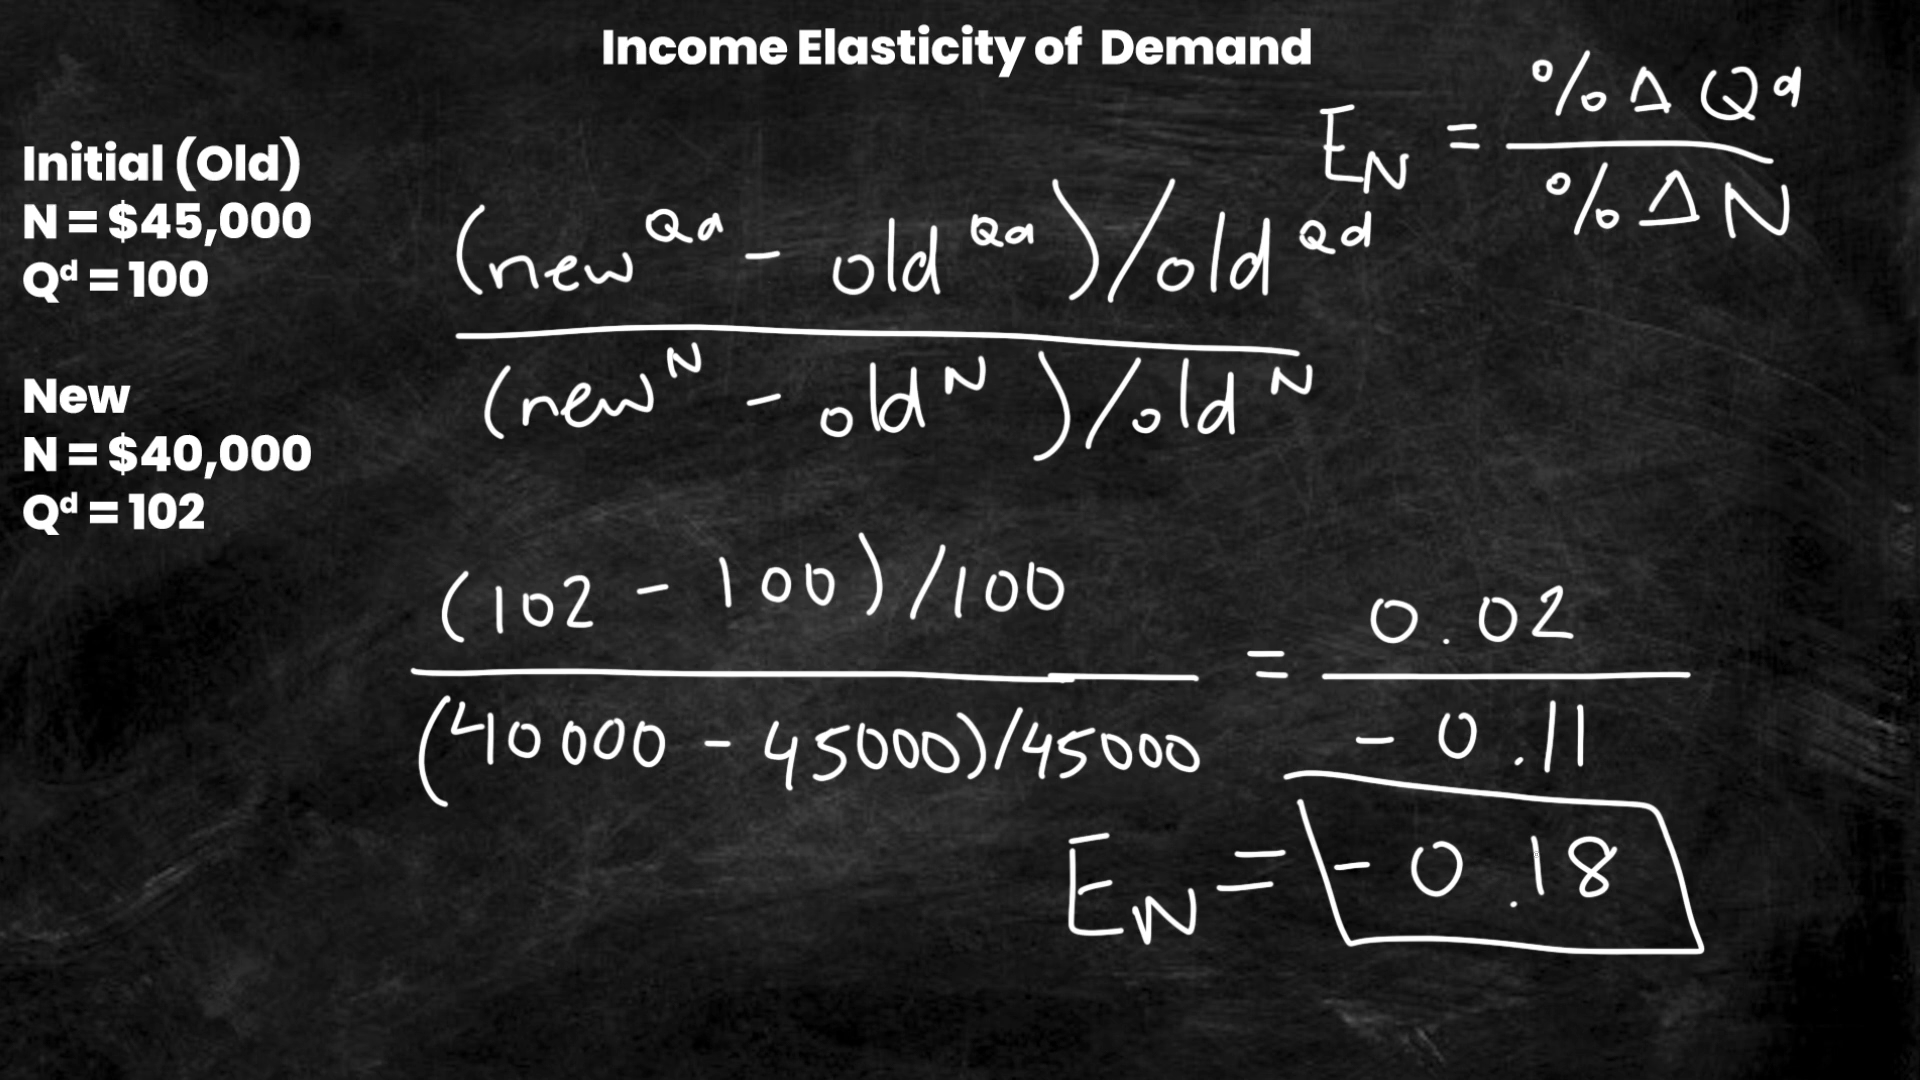 Income Elasticity of Demand
E_N = %ΔQᵈ / %ΔN
Initial (Old)
N = $45,000
Qᵈ = 100
(new^Qd - old^Qd)/old^Qd
(new^N - old^N)/old^N
New
N = $40,000
Qᵈ = 102
(102 - 100)/100 = 0.02
(40000 - 45000)/45000 - 0.11
E_N = - 0.18